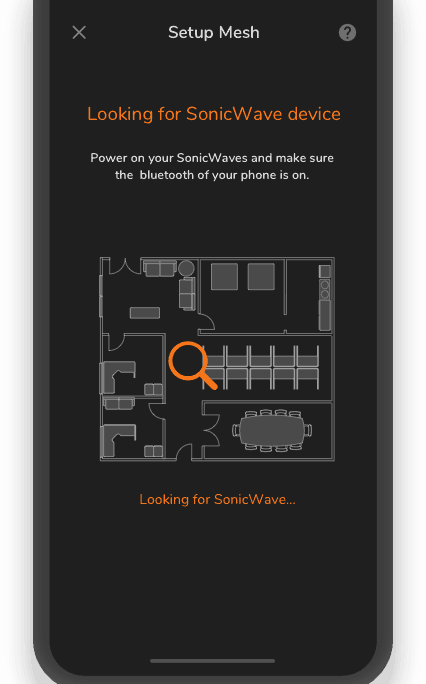 Setup Mesh
Looking for SonicWave device
Power on your SonicWaves and make sure
the  bluetooth of your phone is on.
Looking for SonicWave...